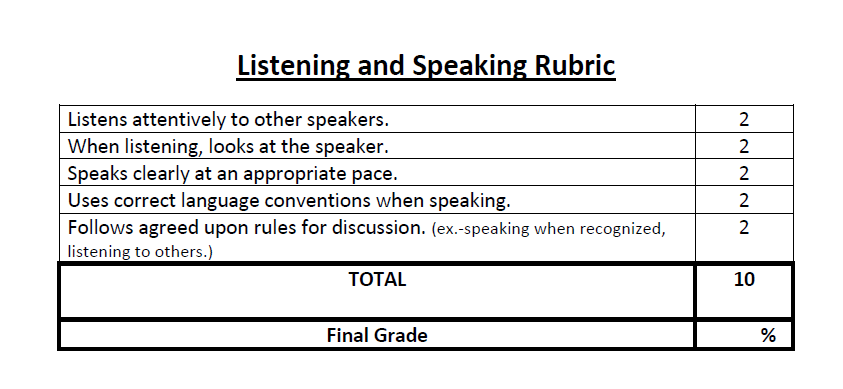 Listening and Speaking Rubric
Listens attentively to other speakers. 2
When listening, looks at the speaker. 2
Speaks clearly at an appropriate pace. 2
Uses correct language conventions when speaking. 2
Follows agreed upon rules for discussion. (ex.-speaking when recognized, 2
listening to others.)
TOTAL 10
Final Grade %